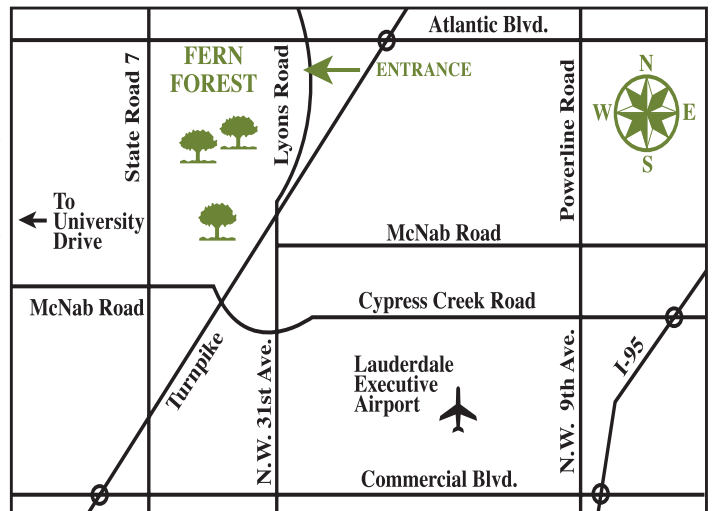 Atlantic Blvd.
FERN
FOREST
ENTRANCE
State Road 7
Lyons Road
Powerline Road
N
W
E
S
To
University
Drive
McNab Road
McNab Road
Cypress Creek Road
Turnpike
N.W. 31st Ave.
Lauderdale
Executive
Airport
N.W. 9th Ave.
I-95
Commercial Blvd.